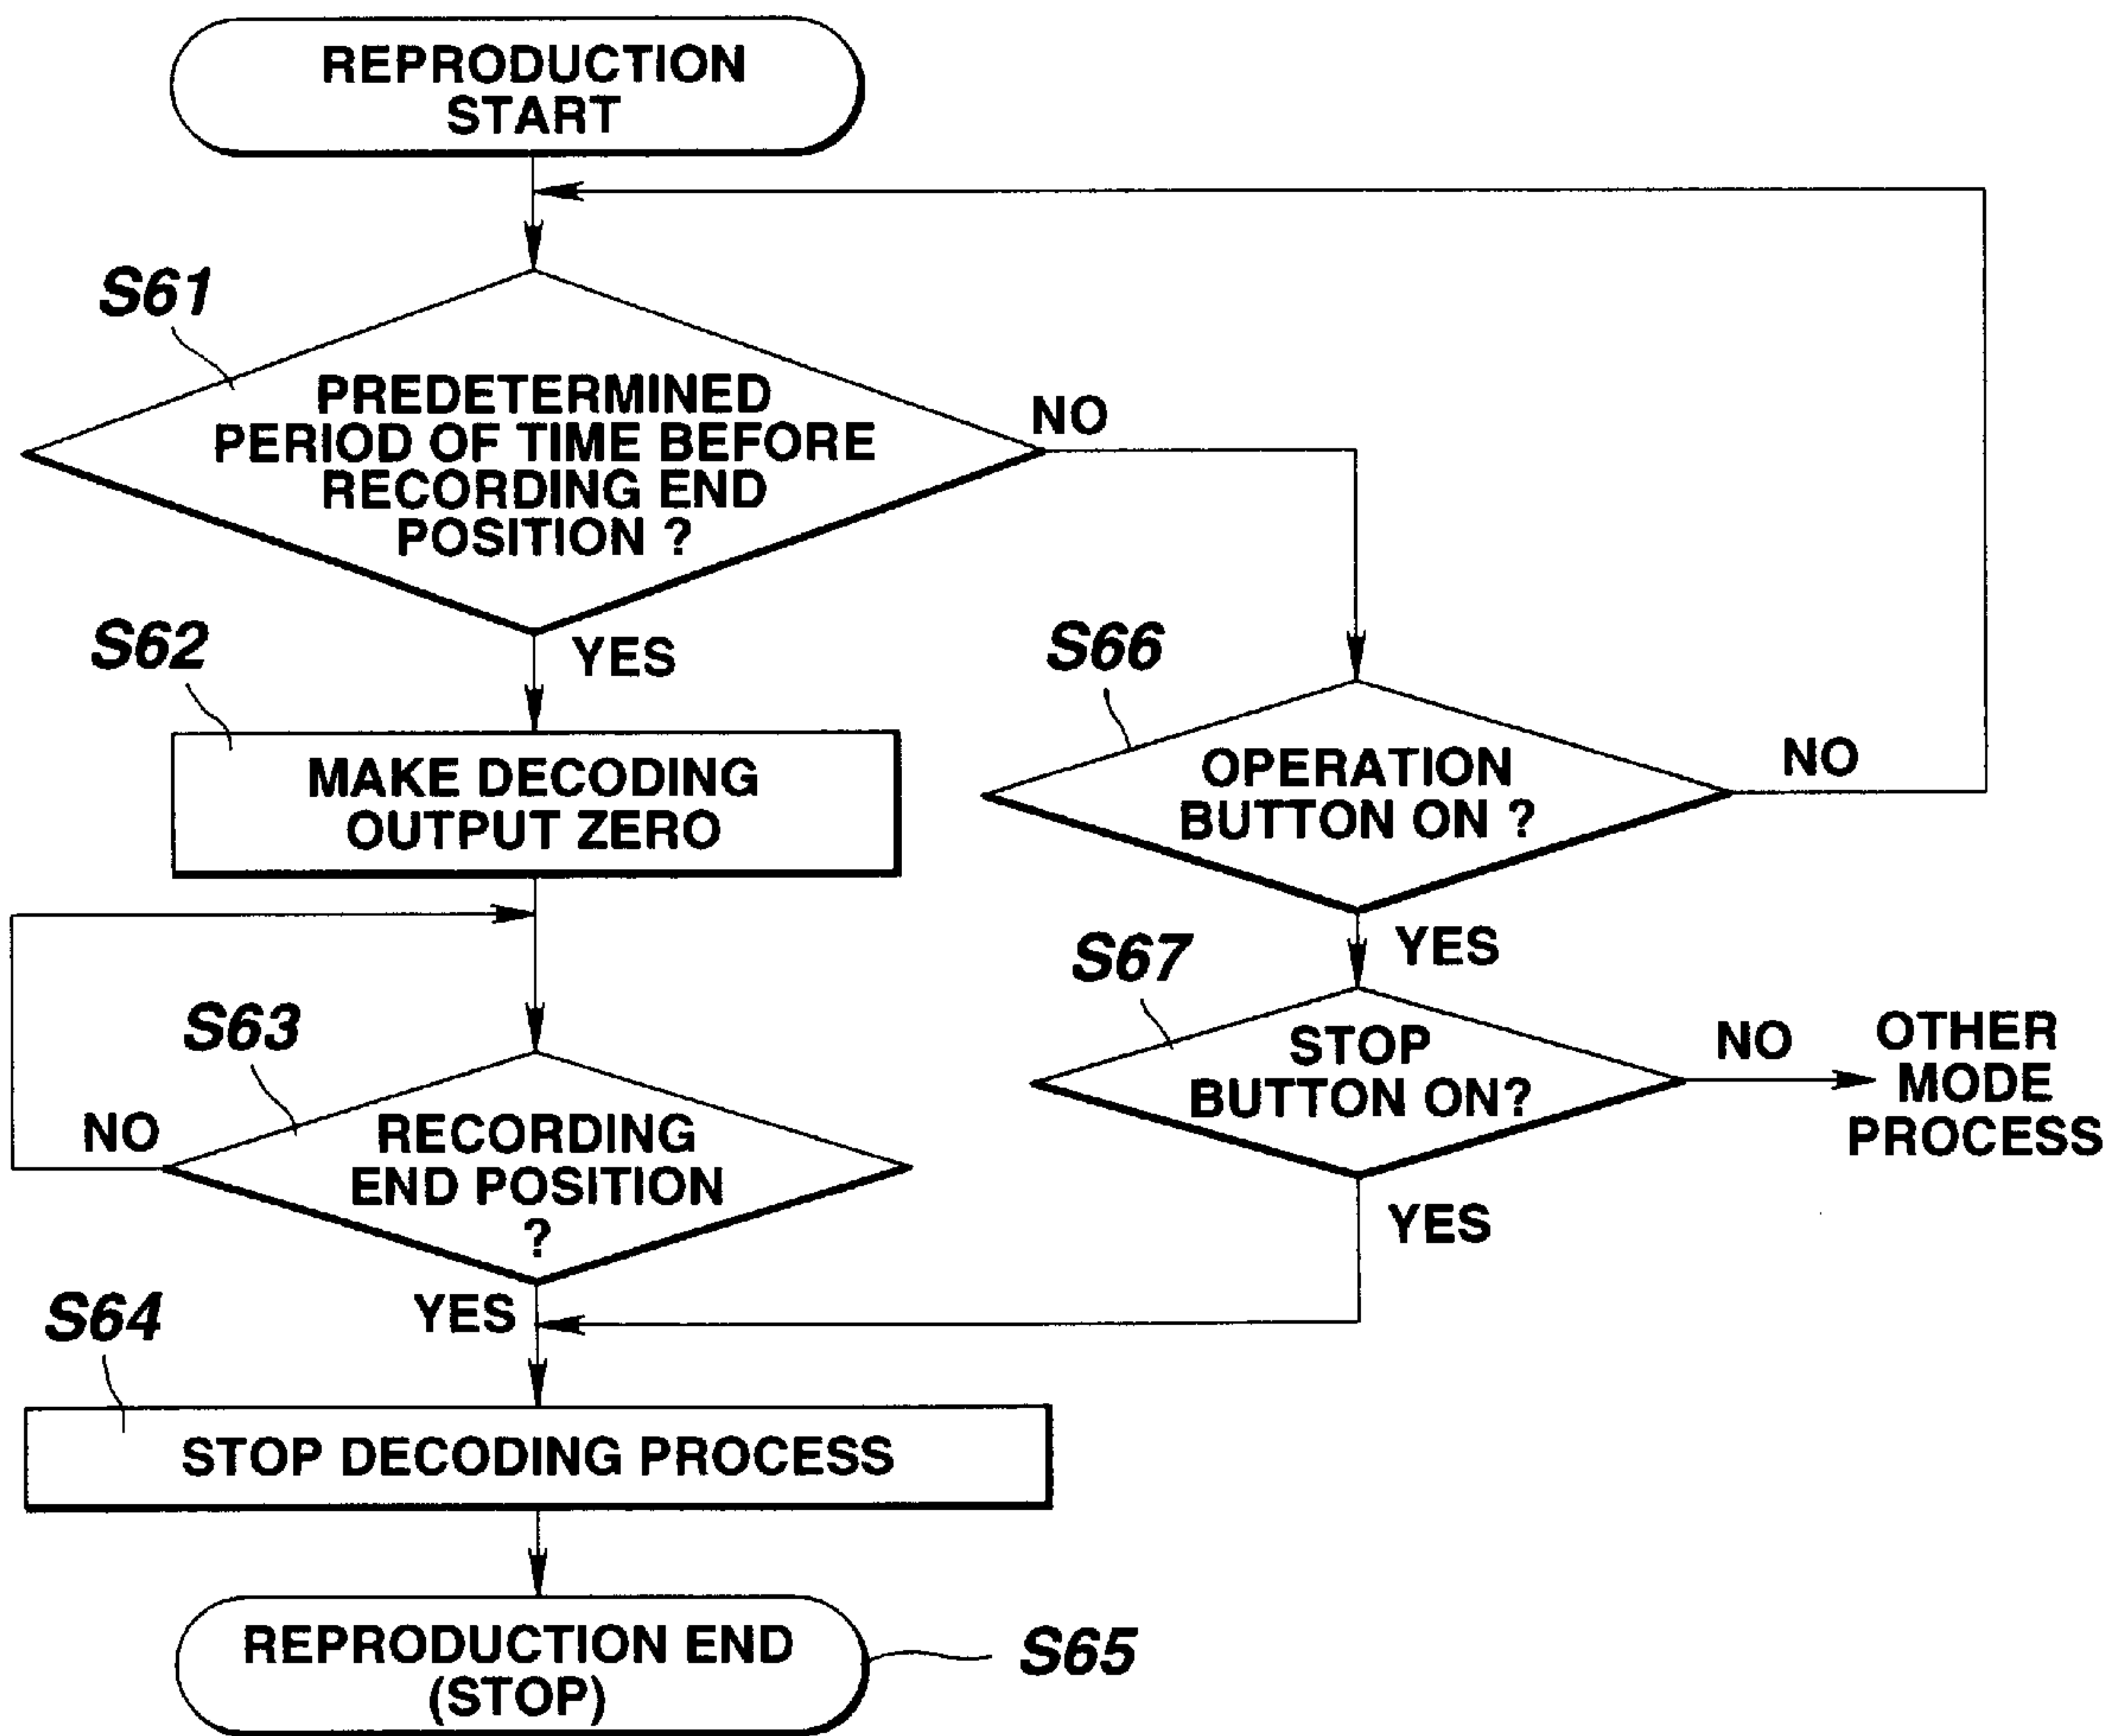 REPRODUCTION
START
S61
PREDETERMINED
PERIOD OF TIME BEFORE
RECORDING END
POSITION ?
NO
YES
S62
MAKE DECODING
OUTPUT ZERO
S66
OPERATION
BUTTON ON ?
NO
YES
S67
STOP
BUTTON ON?
NO
OTHER
MODE
PROCESS
YES
S63
RECORDING
END POSITION
?
NO
YES
S64
STOP DECODING PROCESS
REPRODUCTION END
(STOP)
S65